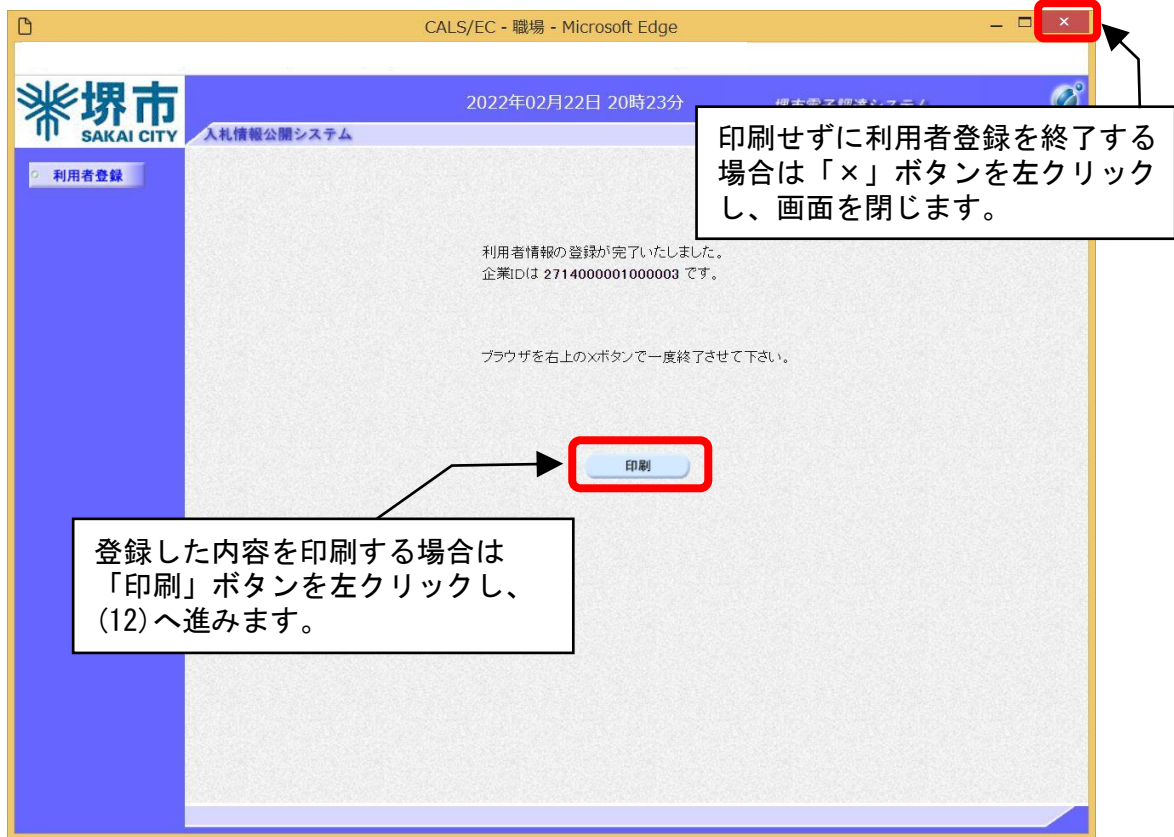 CALS/EC - 職場 - Microsoft Edge
堺市
SAKAI CITY
2022年02月22日 20時23分
入札情報公開システム
利用者登録
印刷せずに利用者登録を終了する
場合は「×」ボタンを左クリック
し、画面を閉じます。
利用者情報の登録が完了いたしました。
企業IDは 2714000001000003 です。
ブラウザを右上の×ボタンで一度終了させて下さい。
印刷
登録した内容を印刷する場合は
「印刷」ボタンを左クリックし、
(12)へ進みます。